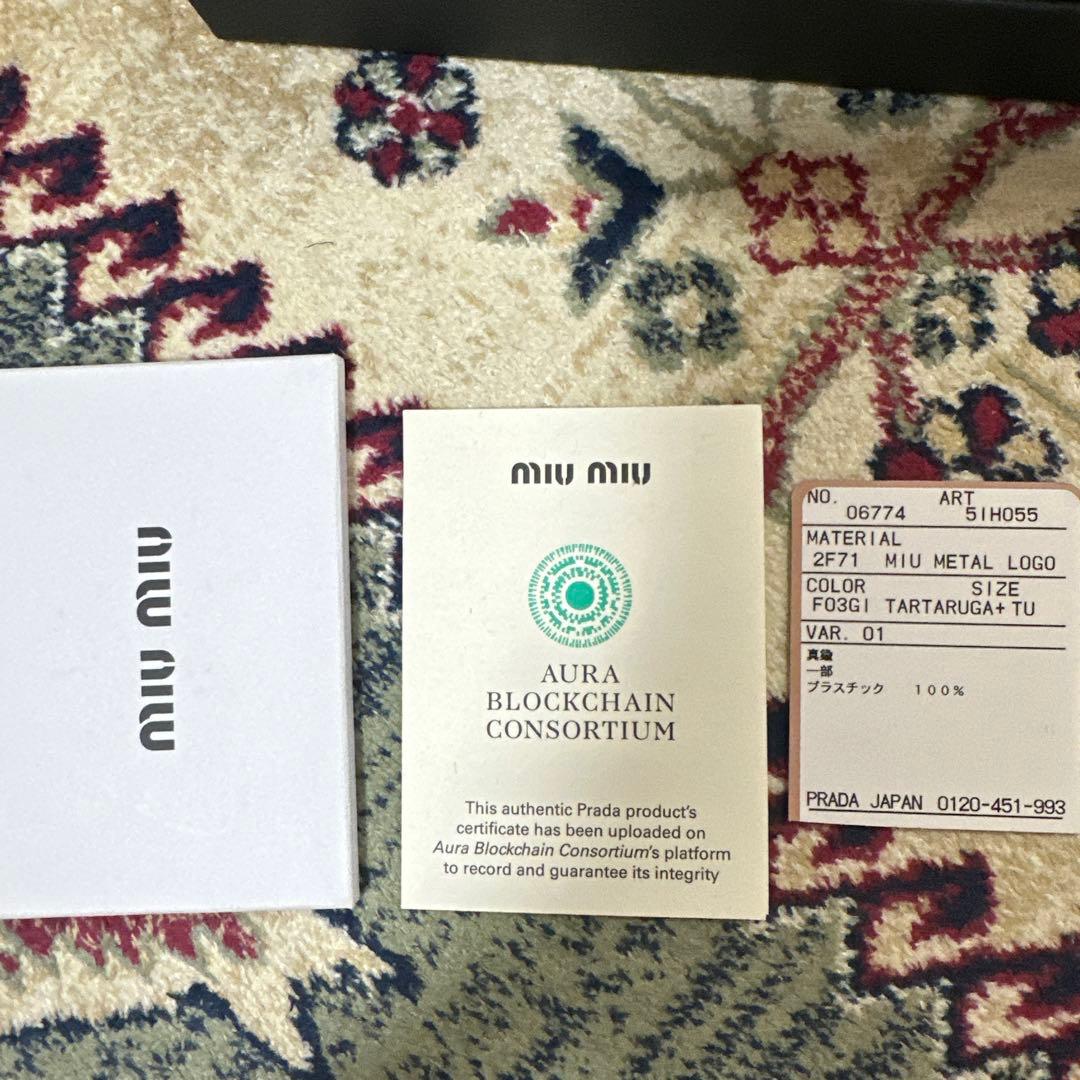 MIU MIU
MIU MIU
AURA
BLOCKCHAIN
CONSORTIUM
This authentic Prada product's
certificate has been uploaded on
Aura Blockchain Consortium's platform
to record and guarantee its integrity
NO. ART
06774 5IH055
MATERIAL
2F71 MIU METAL LOGO
COLOR SIZE
F03GI TARTARUGA+TU
VAR. 01
真鍮
一部
プラスチック 100%
PRADA JAPAN 0120-451-993